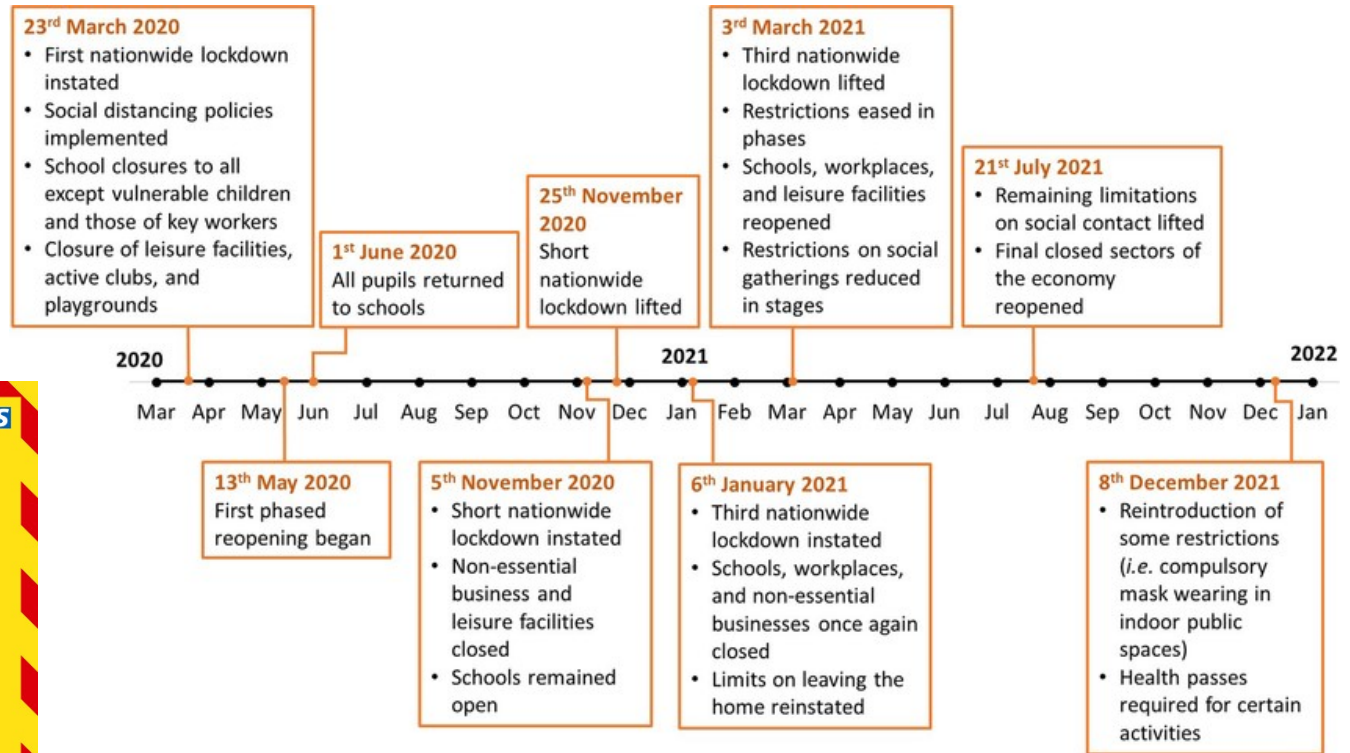 23rd March 2020
• First nationwide lockdown
instated
• Social distancing policies
implemented
• School closures to all
except vulnerable children
and those of key workers
• Closure of leisure facilities,
active clubs, and
playgrounds
1st June 2020
All pupils returned
to schools
25th November
2020
Short
nationwide
lockdown lifted
3rd March 2021
• Third nationwide
lockdown lifted
• Restrictions eased in
phases
• Schools, workplaces,
and leisure facilities
reopened
• Restrictions on social
gatherings reduced
in stages
21st July 2021
• Remaining limitations
on social contact lifted
• Final closed sectors of
the economy
reopened
2020 2021 2022
Mar Apr May Jun Jul Aug Sep Oct Nov Dec Jan Feb Mar Apr May Jun Jul Aug Sep Oct Nov Dec Jan
13th May 2020
First phased
reopening began
5th November 2020
• Short nationwide
lockdown instated
• Non-essential
business and
leisure facilities
closed
• Schools remained
open
6th January 2021
• Third nationwide
lockdown instated
• Schools, workplaces,
and non-essential
businesses once again
closed
• Limits on leaving the
home reinstated
8th December 2021
• Reintroduction of
some restrictions
(i.e. compulsory
mask wearing in
indoor public
spaces)
• Health passes
required for certain
activities